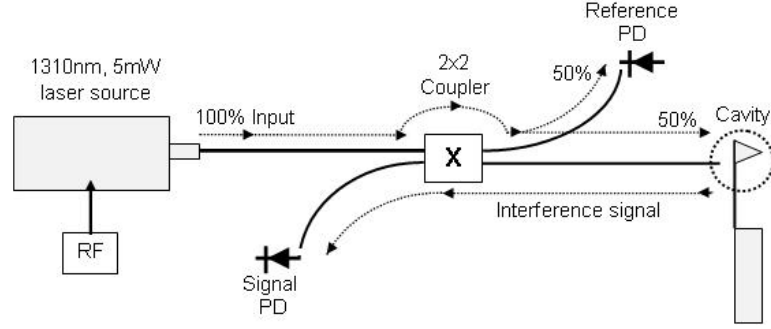 Reference
PD
1310nm, 5mW
laser source
2x2
Coupler
50%
100% Input
50%
Cavity
X
Interference signal
RF
Signal
PD